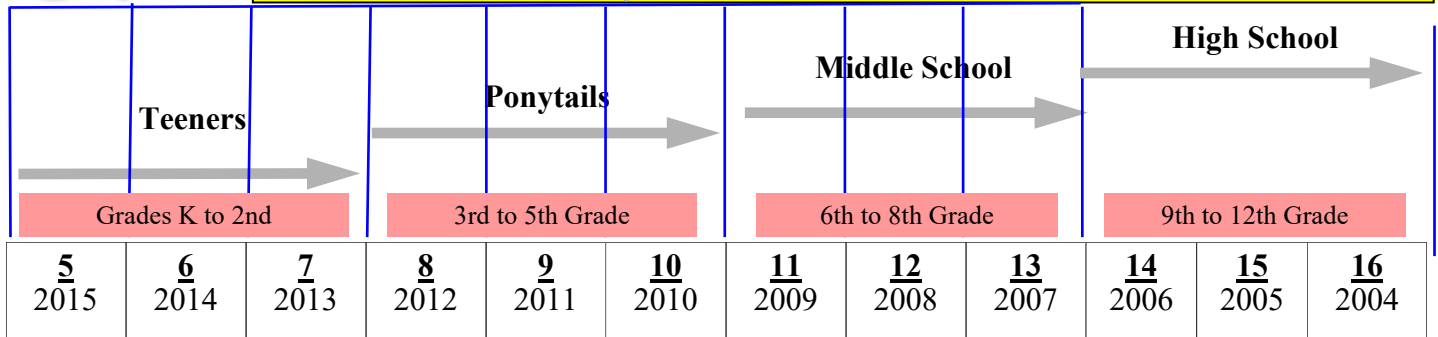 High School
Middle School
Ponytails
Teeners
Grades K to 2nd
3rd to 5th Grade
6th to 8th Grade
9th to 12th Grade
5 6 7 8 9 10 11 12 13 14 15 16
2015 2014 2013 2012 2011 2010 2009 2008 2007 2006 2005 2004